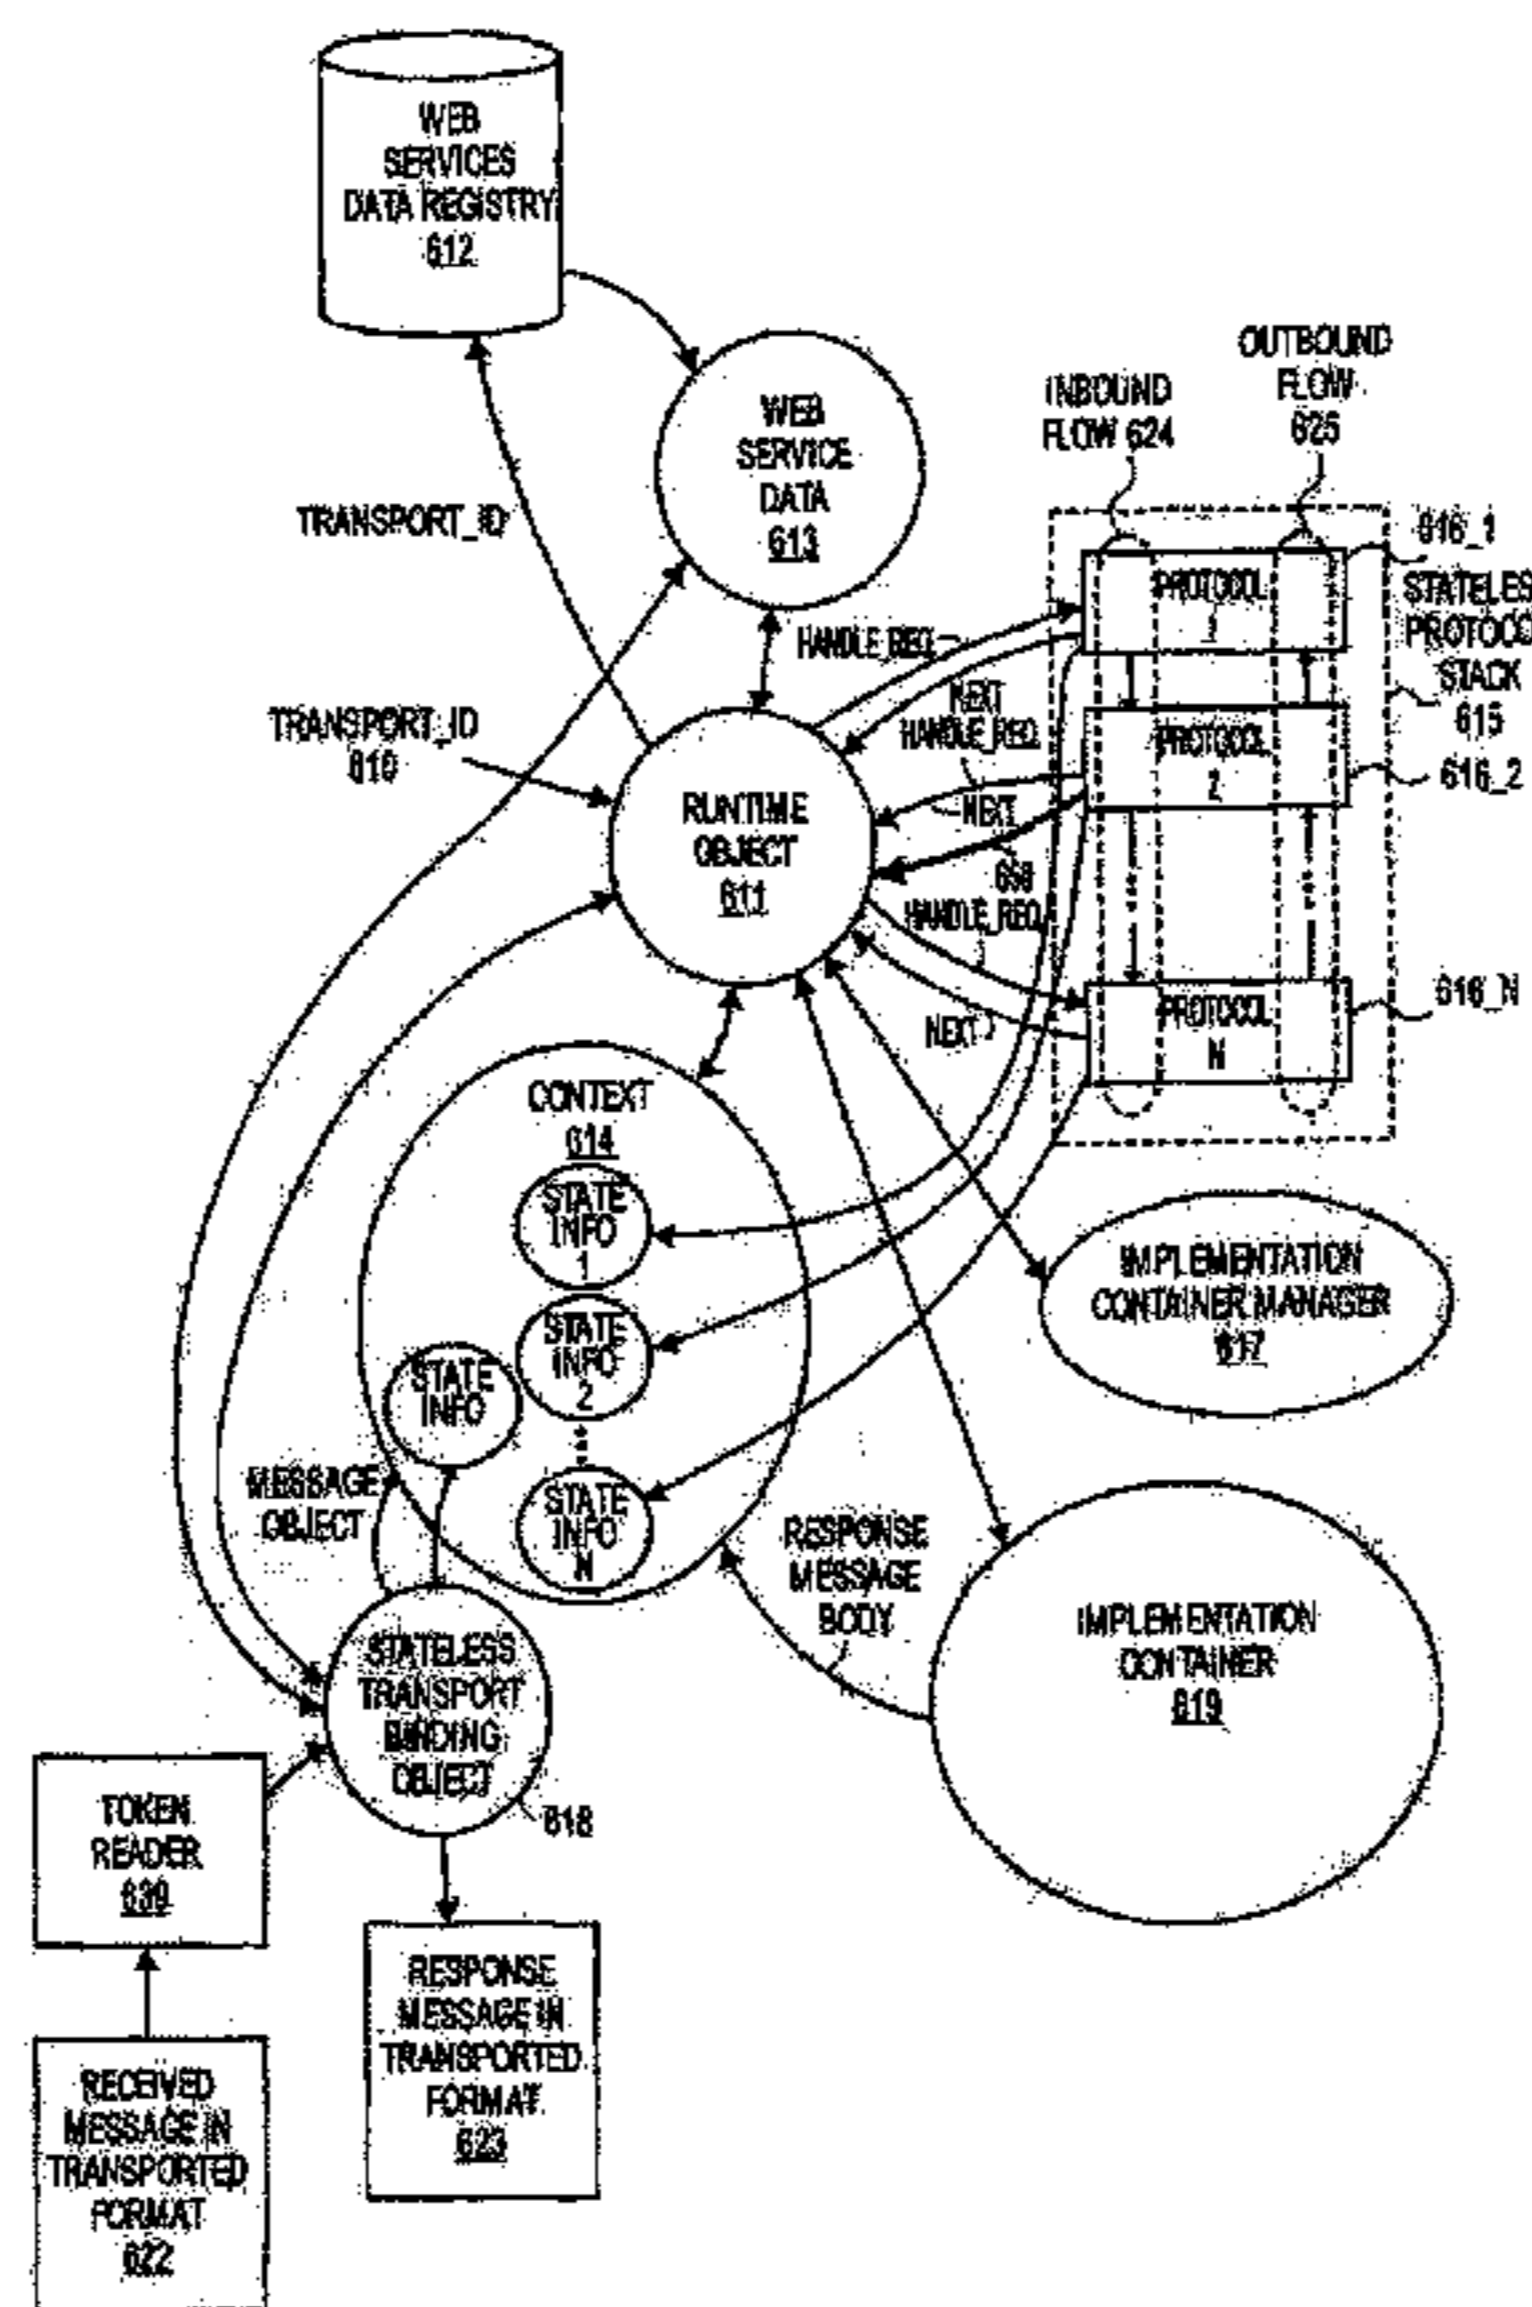 WEB
SERVICES
DATA REGISTRY
612
WEB
SERVICE
DATA
613
OUTBOUND
FLOW
625
INBOUND
FLOW 624
TRANSPORT_ID
616_1
STATELES
PROTOCO
STACK
615
PROTOCOL
1
HANDLE_REQ.
NEXT
HANDLE_REQ.
TRANSPORT_ID
610
PROTOCOL
2
616_2
RUNTIME
OBJECT
611
NEXT
HANDLE_REQ.
PROTOCOL
N
616_N
NEXT
CONTEXT
614
STATE
INFO
1
STATE
INFO
2
STATE
INFO
STATE
INFO
N
IMPLEMENTATION
CONTAINER MANAGER
617
MESSAGE
OBJECT
RESPONSE
MESSAGE
BODY
IMPLEMENTATION
CONTAINER
619
STATELESS
TRANSPORT
BINDING
OBJECT
618
TOKEN
READER
630
RESPONSE
MESSAGE IN
TRANSPORTED
FORMAT
623
RECEIVED
MESSAGE IN
TRANSPORTED
FORMAT
622